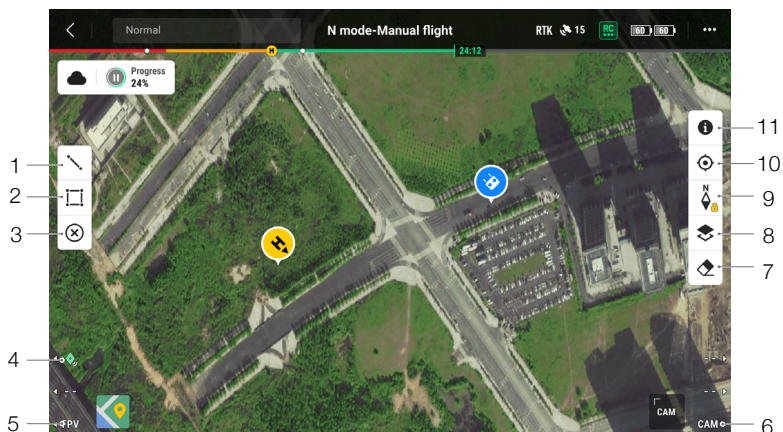 Normal
N mode-Manual flight
RTK 15 RC 60 60
H
24:12
Progress
24%
11
1
10
2
N
9
3
H
8
7
4
5
FPV
CAM
CAM
6